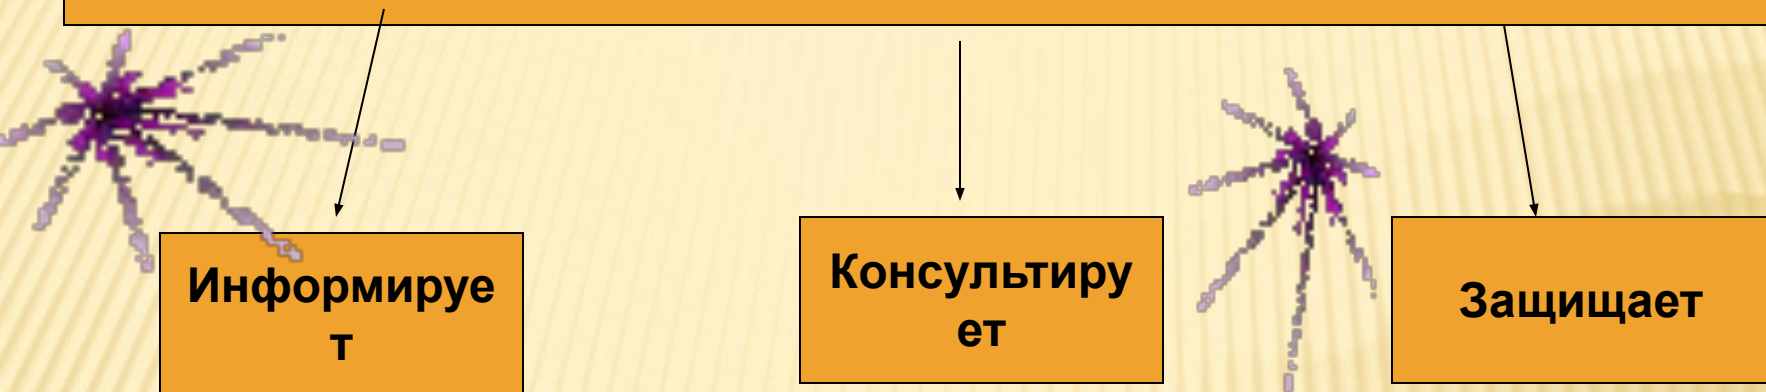 Информируе
т
Консультиру
ет
Защищает